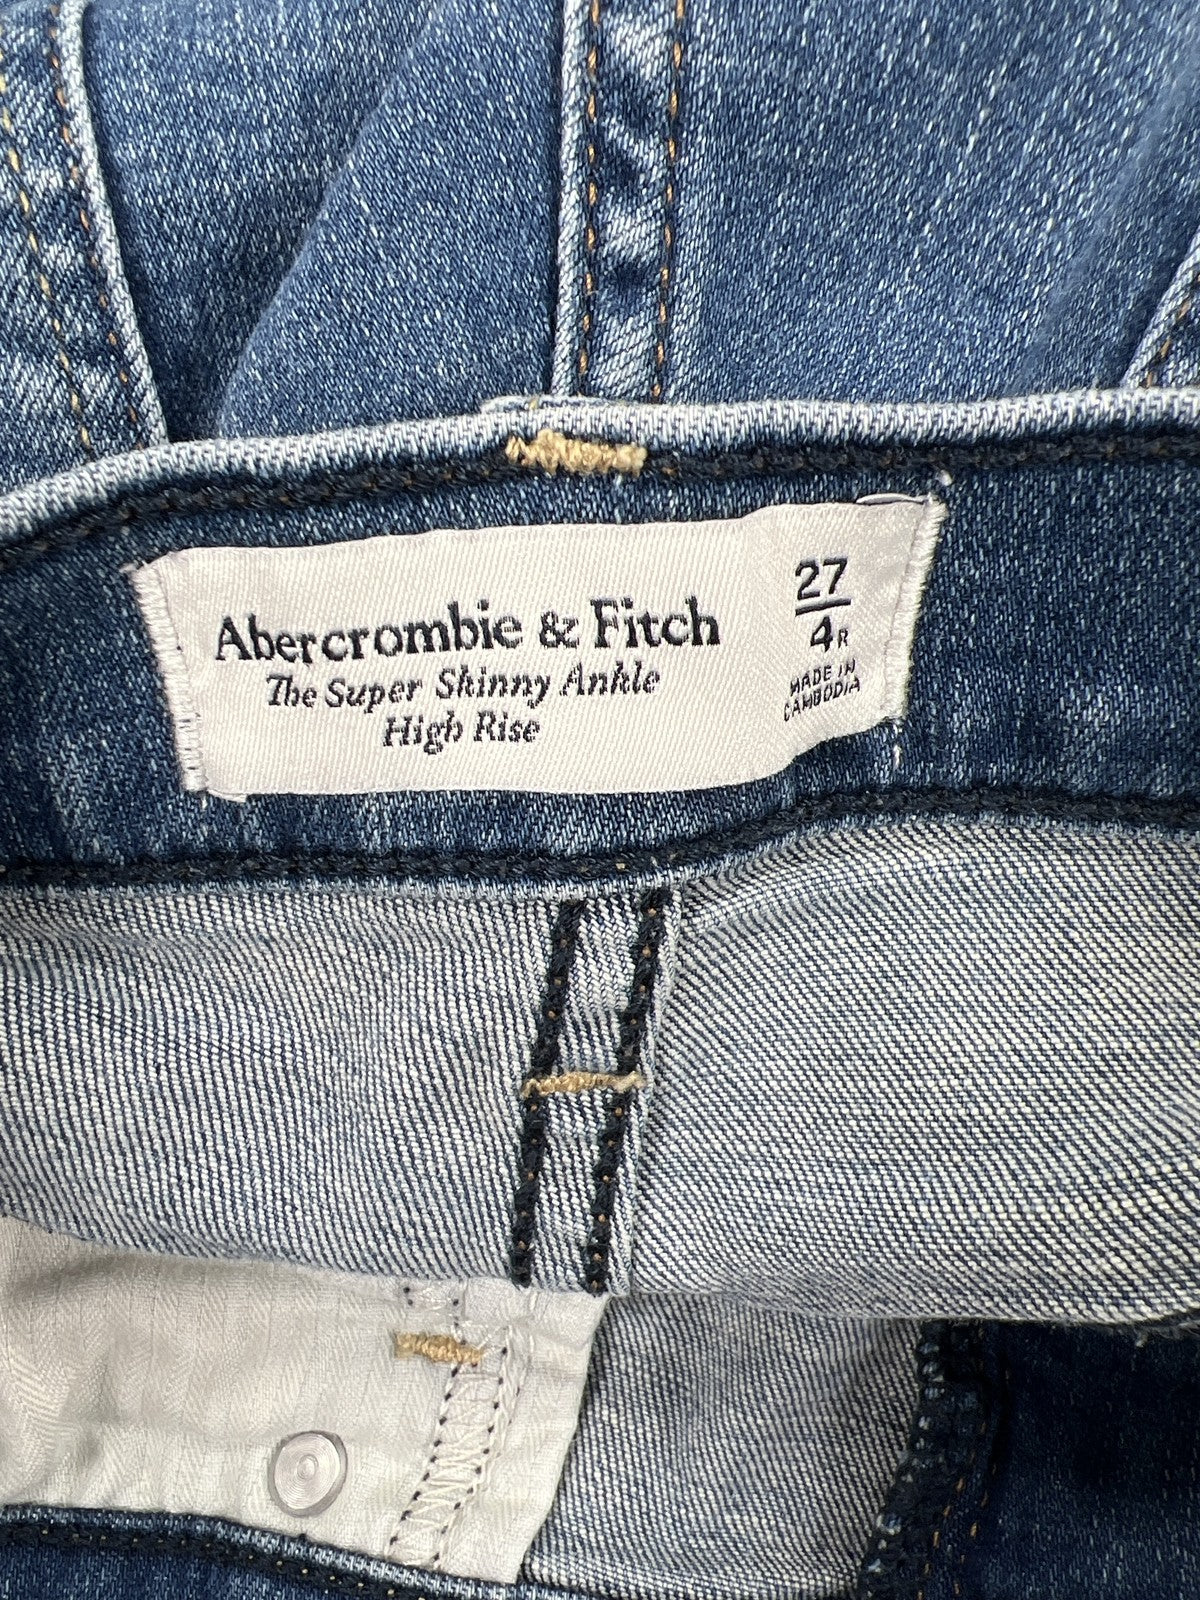 Abercrombie & Fitch
The Super Skinny Ankle
High Rise
27
4R
MADE IN
CAMBODIA